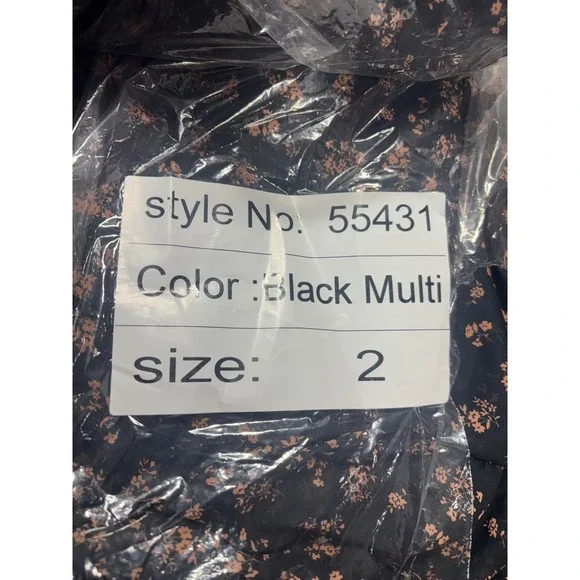 style No. 55431
Color :Black Multi
size: 2